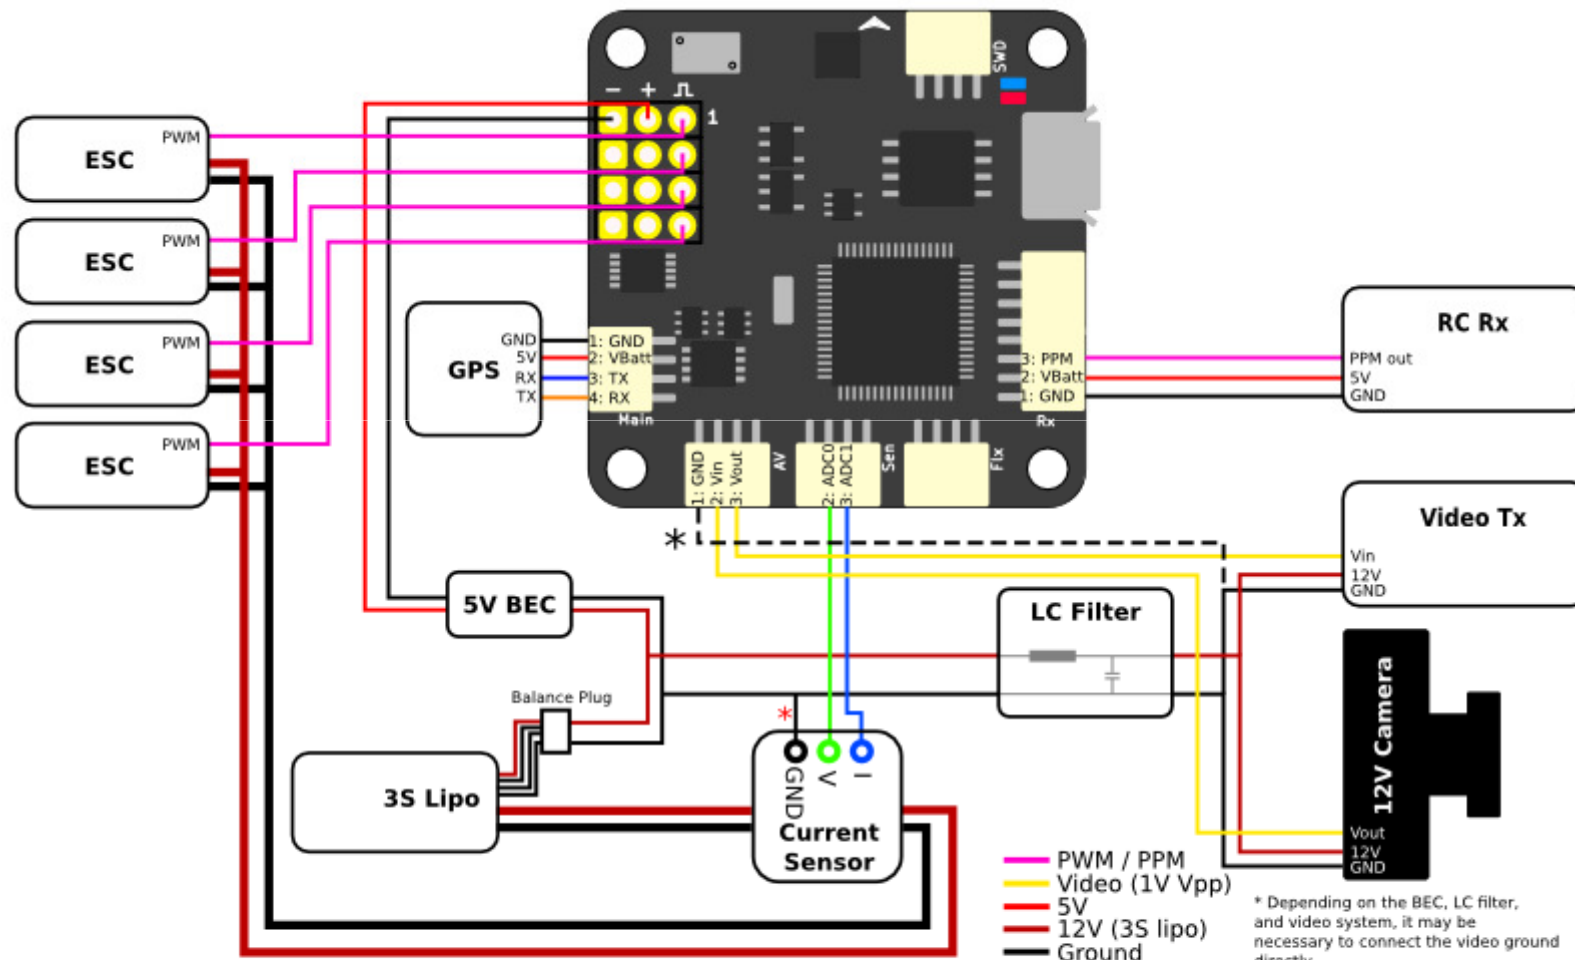 SWD
− +
1
ESC
PWM
ESC
PWM
ESC
PWM
ESC
PWM
GPS
GND
5V
RX
TX
1: GND
2: VBatt
3: TX
4: RX
Main
3: PPM
2: VBatt
1: GND
Rx
RC Rx
PPM out
5V
GND
1: GND
2: Vin
3: Vout
AV
2: ADC0
3: ADC1
Sen
Flx
*
Video Tx
Vin
12V
GND
5V BEC
LC Filter
Balance Plug
3S Lipo
*
GND
V
I
Current
Sensor
12V Camera
Vout
12V
GND
PWM / PPM
Video (1V Vpp)
5V
12V (3S lipo)
Ground
* Depending on the BEC, LC filter,
and video system, it may be
necessary to connect the video ground
directly